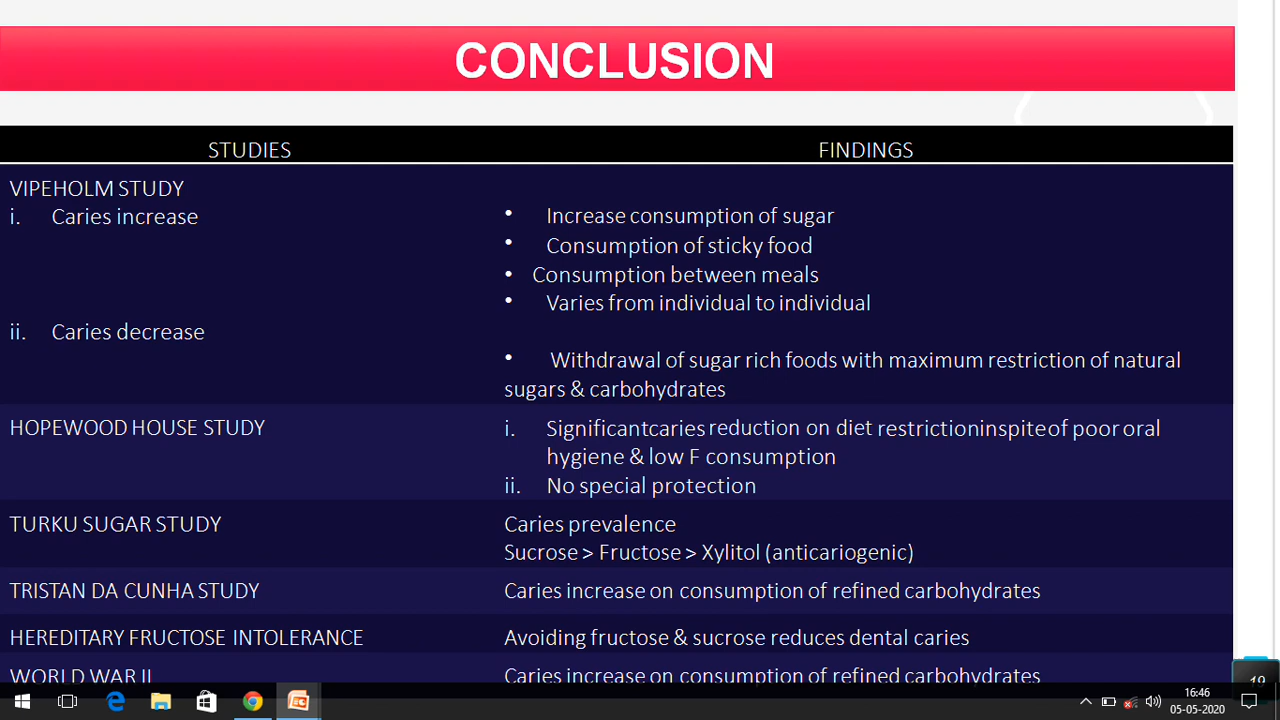 CONCLUSION
STUDIES FINDINGS
VIPEHOLM STUDY
i. Caries increase
• Increase consumption of sugar
• Consumption of sticky food
• Consumption between meals
• Varies from individual to individual
ii. Caries decrease
• Withdrawal of sugar rich foods with maximum restriction of natural
sugars & carbohydrates
HOPEWOOD HOUSE STUDY
i. Significantcaries reduction on diet restrictioninspiteof poor oral
hygiene & low F consumption
ii. No special protection
TURKU SUGAR STUDY
Caries prevalence
Sucrose > Fructose > Xylitol (anticariogenic)
TRISTAN DA CUNHA STUDY
Caries increase on consumption of refined carbohydrates
HEREDITARY FRUCTOSE INTOLERANCE
Avoiding fructose & sucrose reduces dental caries
WORLD WAR II
Caries increase on consumption of refined carbohydrates
16:46
05-05-2020